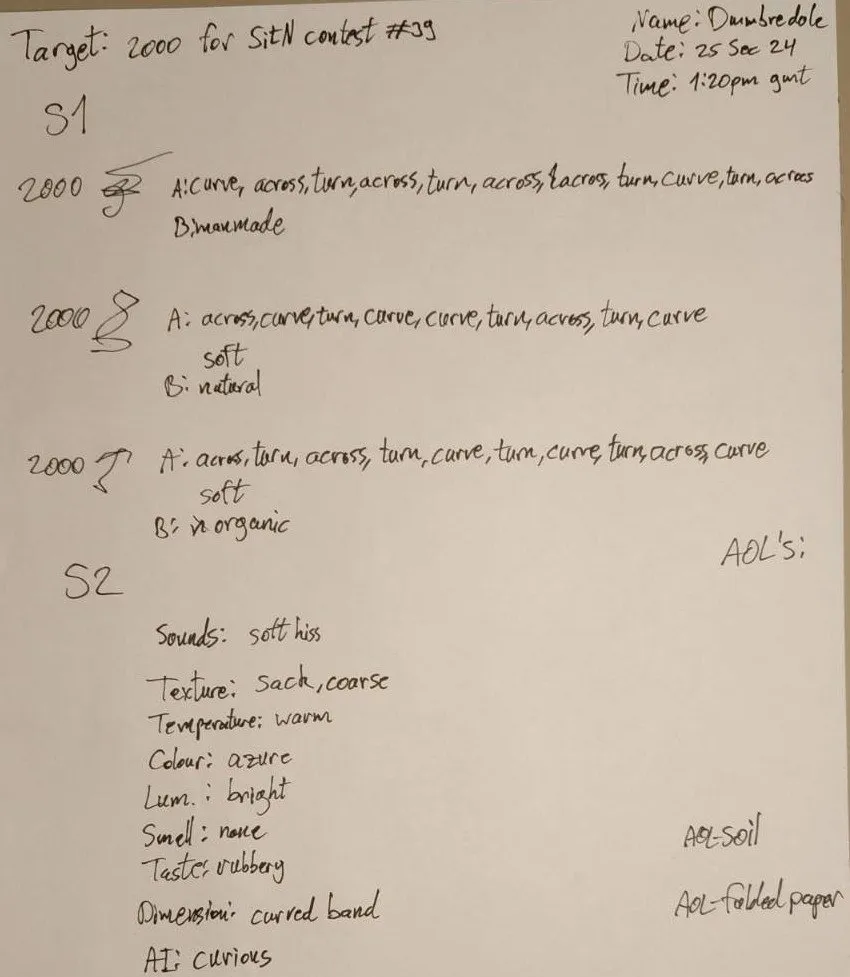 Target: 2000 for SitN contest #39
Name: Dumbredole
Date: 25 Sec 24
Time: 1:20pm gmt
S1
2000 A: curve, across, turn, across, turn, across, across, turn, curve, turn, across
B: manmade
2000 A: across, curve, turn, curve, curve, turn, across, turn, curve
soft
B: natural
2000 A: acros, turn, across, turn, curve, turn, curve, turn, across, curve
soft
B: in organic
AOL's:
S2
Sounds: soft hiss
Texture: sack, coarse
Temperature: warm
Colour: azure
Lum.: bright
Smell: none
AOL-soil
Taste: rubbery
Dimension: curved band
AOL-folded paper
AI: curious